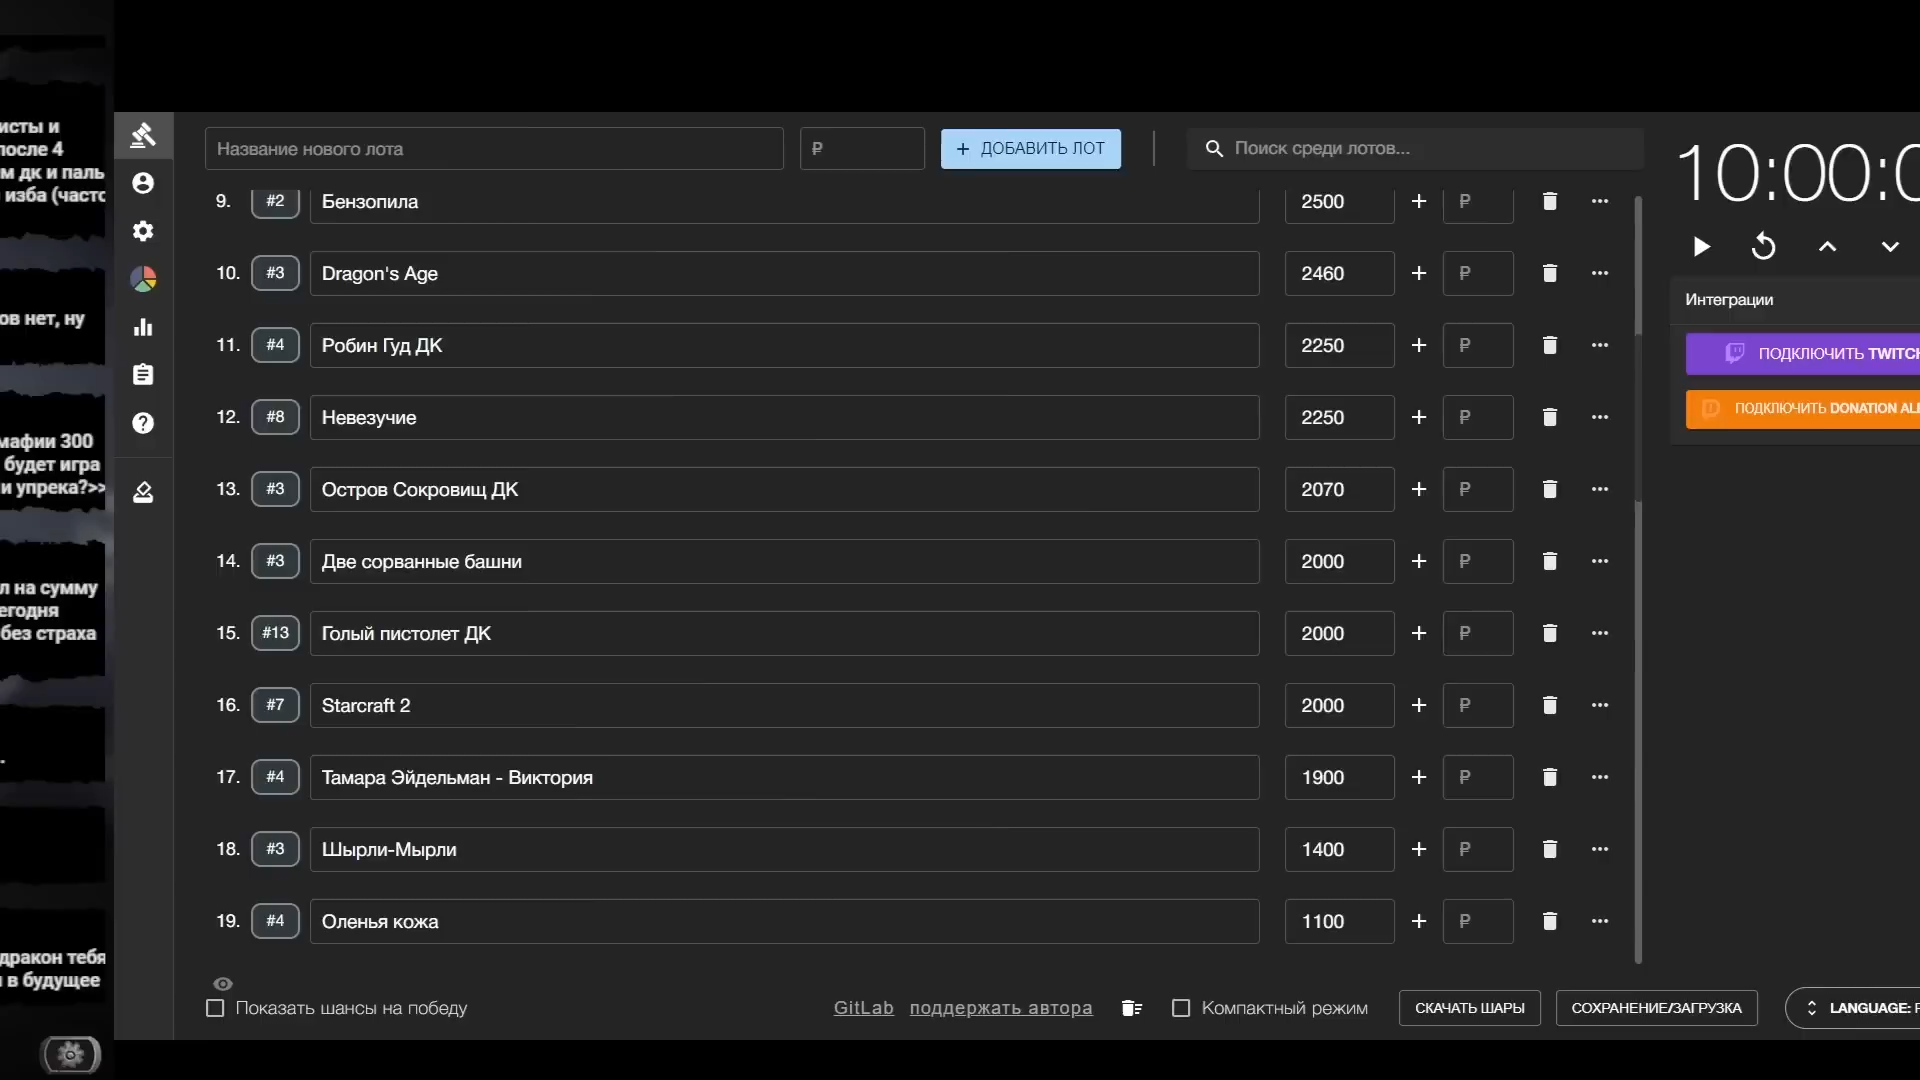 исты и
после 4
м дк и паль
изба (часто
ов нет, ну
мафии 300
будет игра
и упрека?>>
л на сумму
егодня
без страха
дракон тебя
в будущее
Название нового лота
₽
+ ДОБАВИТЬ ЛОТ
Поиск среди лотов...
9. #2 Бензопила 2500 + ₽
10. #3 Dragon's Age 2460 + ₽
11. #4 Робин Гуд ДК 2250 + ₽
12. #8 Невезучие 2250 + ₽
13. #3 Остров Сокровищ ДК 2070 + ₽
14. #3 Две сорванные башни 2000 + ₽
15. #13 Голый пистолет ДК 2000 + ₽
16. #7 Starcraft 2 2000 + ₽
17. #4 Тамара Эйдельман - Виктория 1900 + ₽
18. #3 Шырли-Мырли 1400 + ₽
19. #4 Оленья кожа 1100 + ₽
Показать шансы на победу
GitLab поддержать автора
Компактный режим
СКАЧАТЬ ШАРЫ
СОХРАНЕНИЕ/ЗАГРУЗКА
LANGUAGE:
10:00:0
Интеграции
ПОДКЛЮЧИТЬ TWITCH
ПОДКЛЮЧИТЬ DONATION ALE